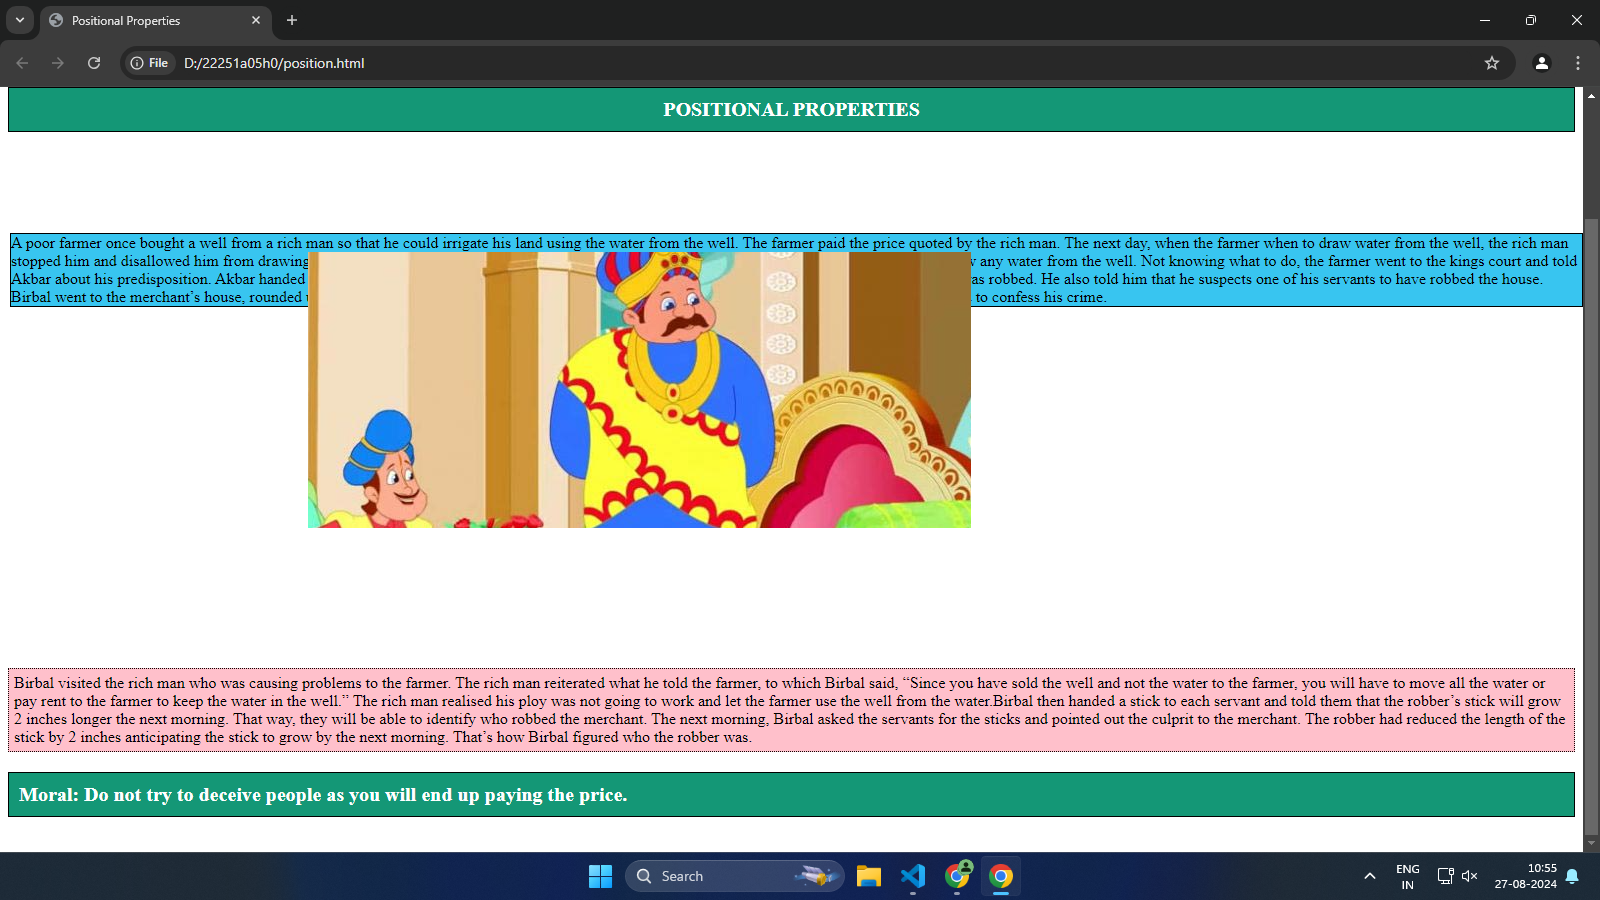 Positional Properties
File
D:/22251a05h0/position.html
POSITIONAL PROPERTIES
A poor farmer once bought a well from a rich man so that he could irrigate his land using the water from the well. The farmer paid the price quoted by the rich man. The next day, when the farmer when to draw water from the well, the rich man
stopped him and disallowed him from drawing any water from the well. Not knowing what to do, the farmer went to the kings court and told
Akbar about his predisposition. Akbar handed as robbed. He also told him that he suspects one of his servants to have robbed the house.
Birbal went to the merchant’s house, rounded to confess his crime.
Birbal visited the rich man who was causing problems to the farmer. The rich man reiterated what he told the farmer, to which Birbal said, “Since you have sold the well and not the water to the farmer, you will have to move all the water or
pay rent to the farmer to keep the water in the well.” The rich man realised his ploy was not going to work and let the farmer use the well from the water.Birbal then handed a stick to each servant and told them that the robber’s stick will grow
2 inches longer the next morning. That way, they will be able to identify who robbed the merchant. The next morning, Birbal asked the servants for the sticks and pointed out the culprit to the merchant. The robber had reduced the length of the
stick by 2 inches anticipating the stick to grow by the next morning. That’s how Birbal figured who the robber was.
Moral: Do not try to deceive people as you will end up paying the price.
Search
ENG
IN
10:55
27-08-2024